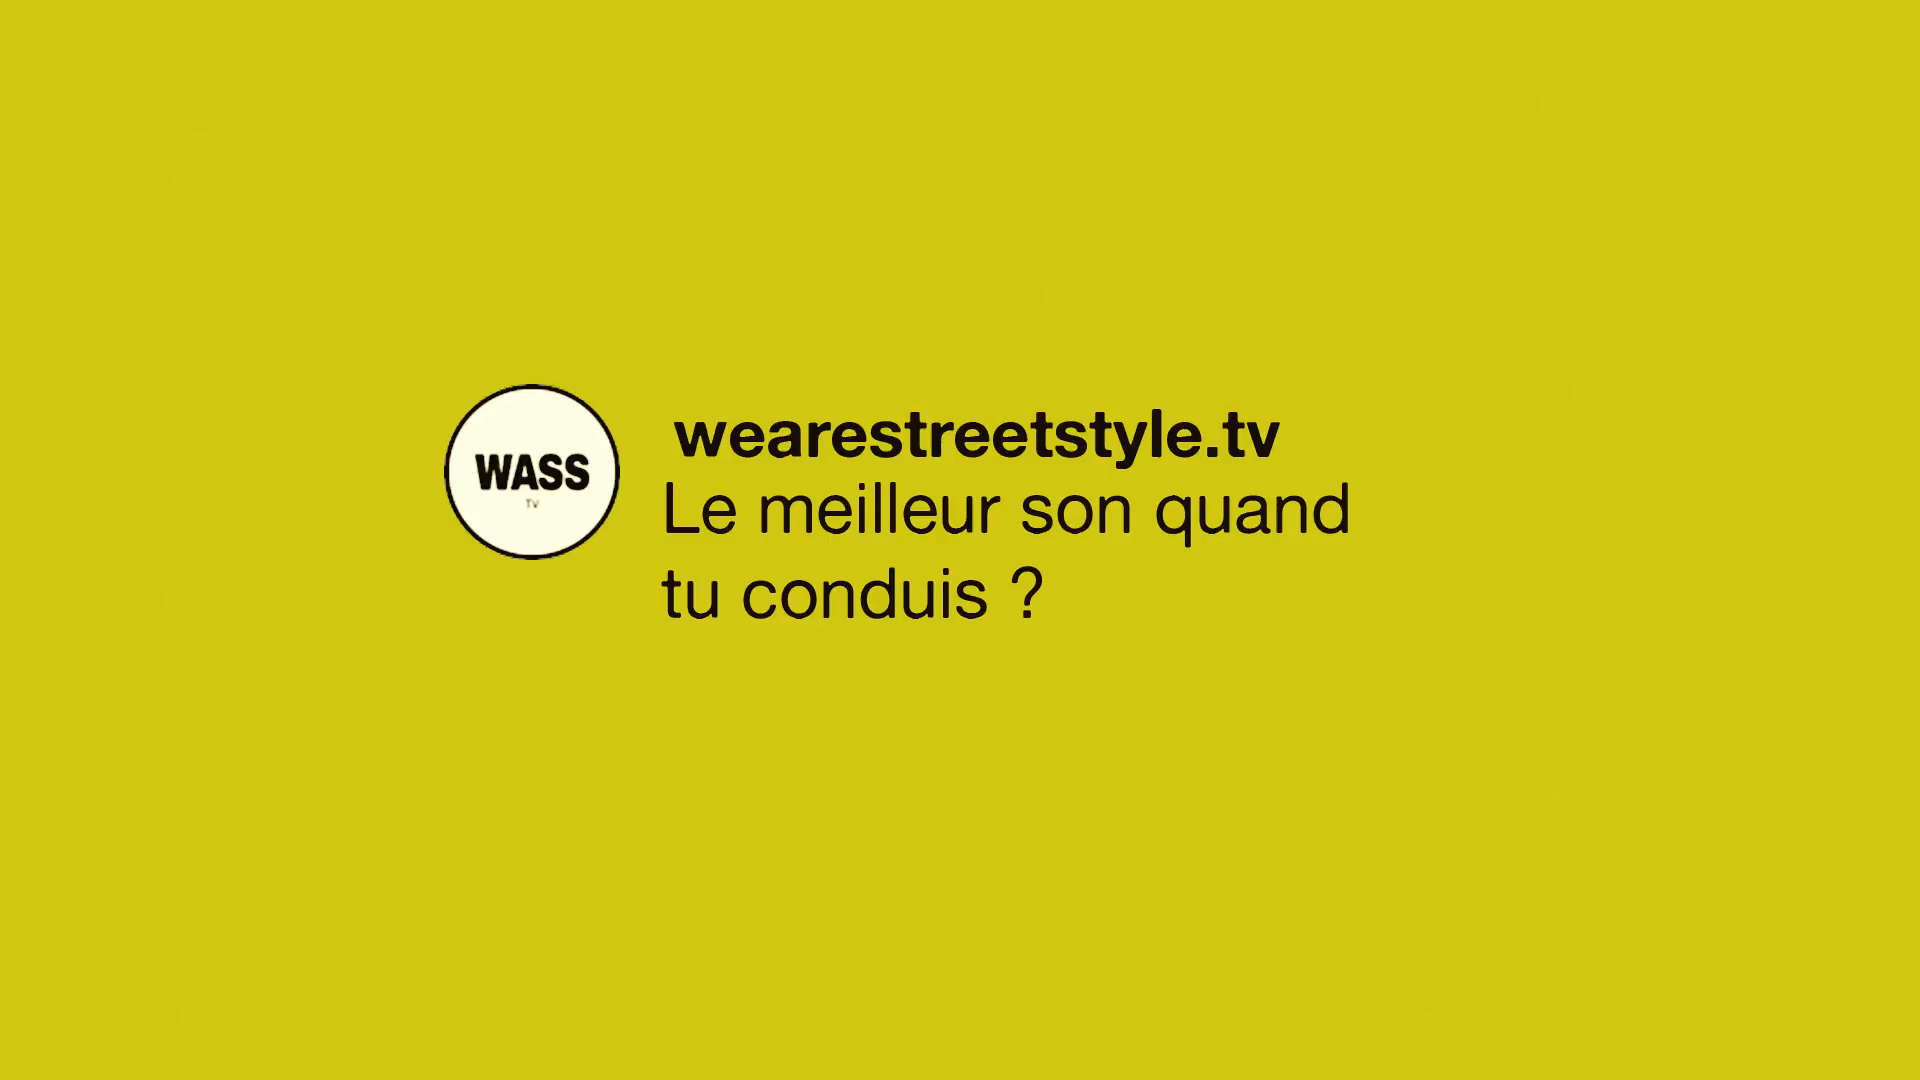 WASS
TV
wearestreetstyle.tv
Le meilleur son quand
tu conduis ?